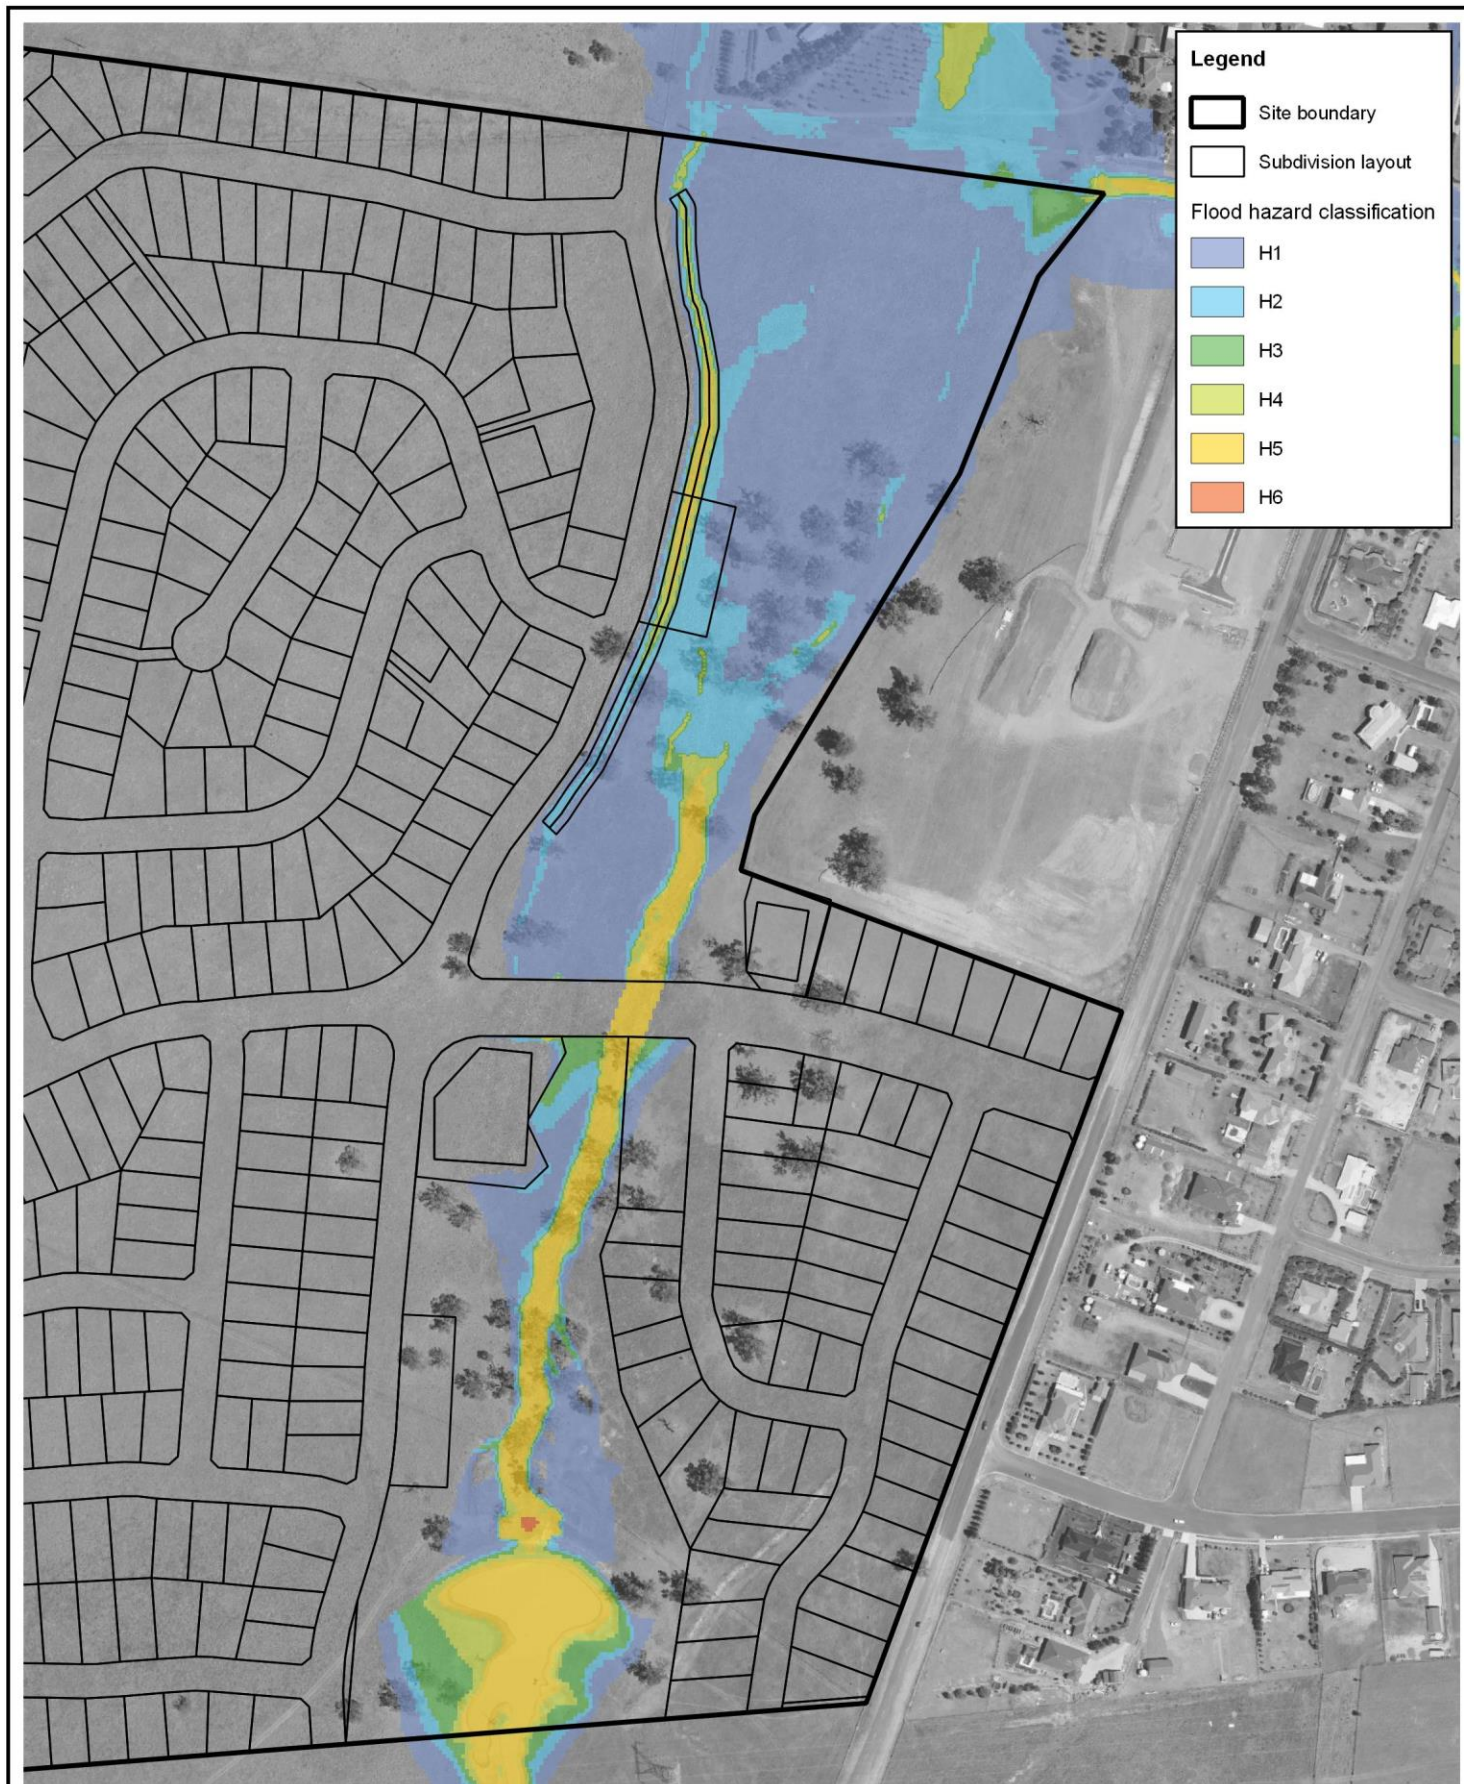 Legend
Site boundary
Subdivision layout
Flood hazard classification
H1
H2
H3
H4
H5
H6